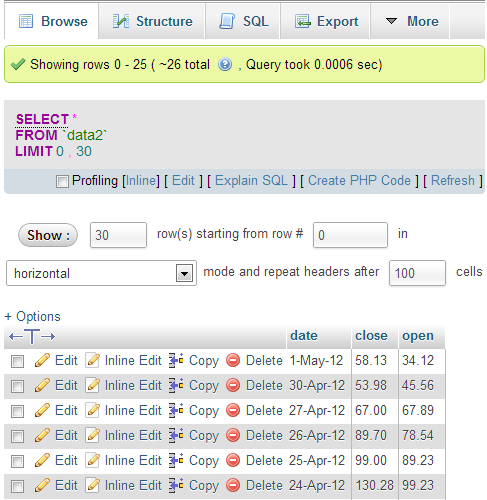 Browse Structure SQL Export More
Showing rows 0 - 25 ( ~26 total , Query took 0.0006 sec)
SELECT *
FROM `data2`
LIMIT 0 , 30
Profiling [Inline] [ Edit ] [ Explain SQL ] [ Create PHP Code ] [ Refresh ]
Show : 30 row(s) starting from row # 0 in
horizontal mode and repeat headers after 100 cells
+ Options
←T→ date close open
Edit Inline Edit Copy Delete 1-May-12 58.13 34.12
Edit Inline Edit Copy Delete 30-Apr-12 53.98 45.56
Edit Inline Edit Copy Delete 27-Apr-12 67.00 67.89
Edit Inline Edit Copy Delete 26-Apr-12 89.70 78.54
Edit Inline Edit Copy Delete 25-Apr-12 99.00 89.23
Edit Inline Edit Copy Delete 24-Apr-12 130.28 99.23